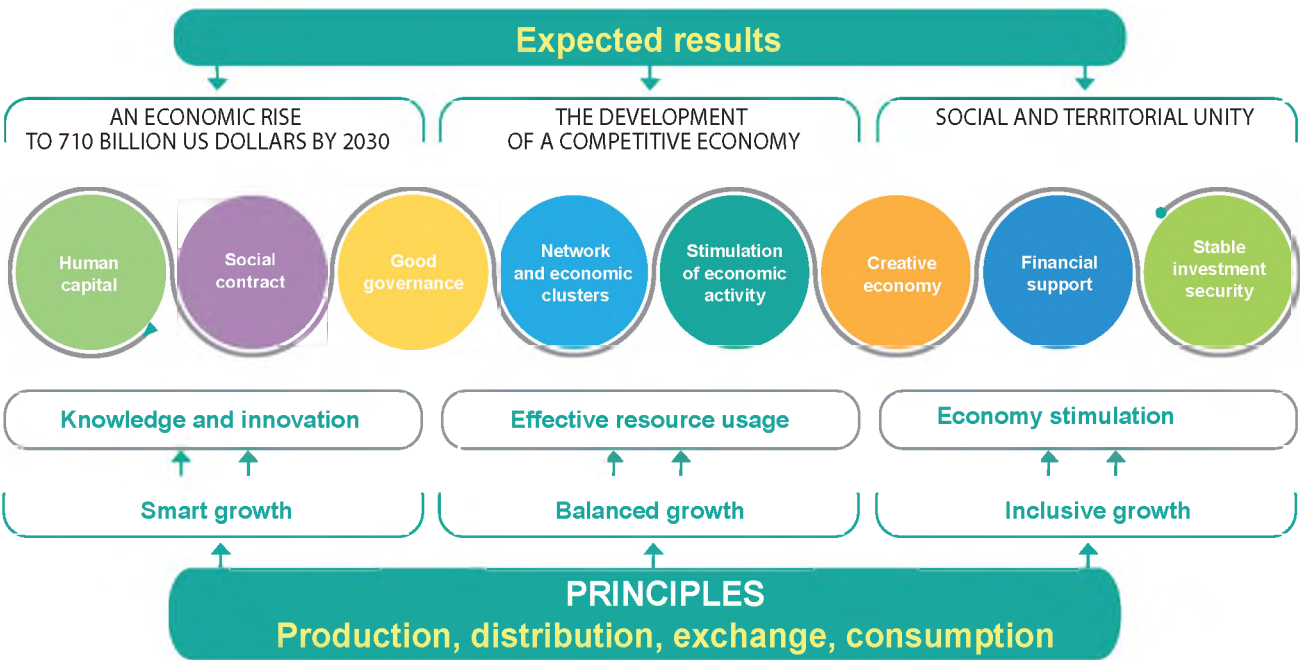 Expected results
AN ECONOMIC RISE
TO 710 BILLION US DOLLARS BY 2030
THE DEVELOPMENT
OF A COMPETITIVE ECONOMY
SOCIAL AND TERRITORIAL UNITY
Human
capital
Social
contract
Good
governance
Network
and economic
clusters
Stimulation
of economic
activity
Creative
economy
Financial
support
Stable
investment
security
Knowledge and innovation
Effective resource usage
Economy stimulation
Smart growth
Balanced growth
Inclusive growth
PRINCIPLES
Production, distribution, exchange, consumption